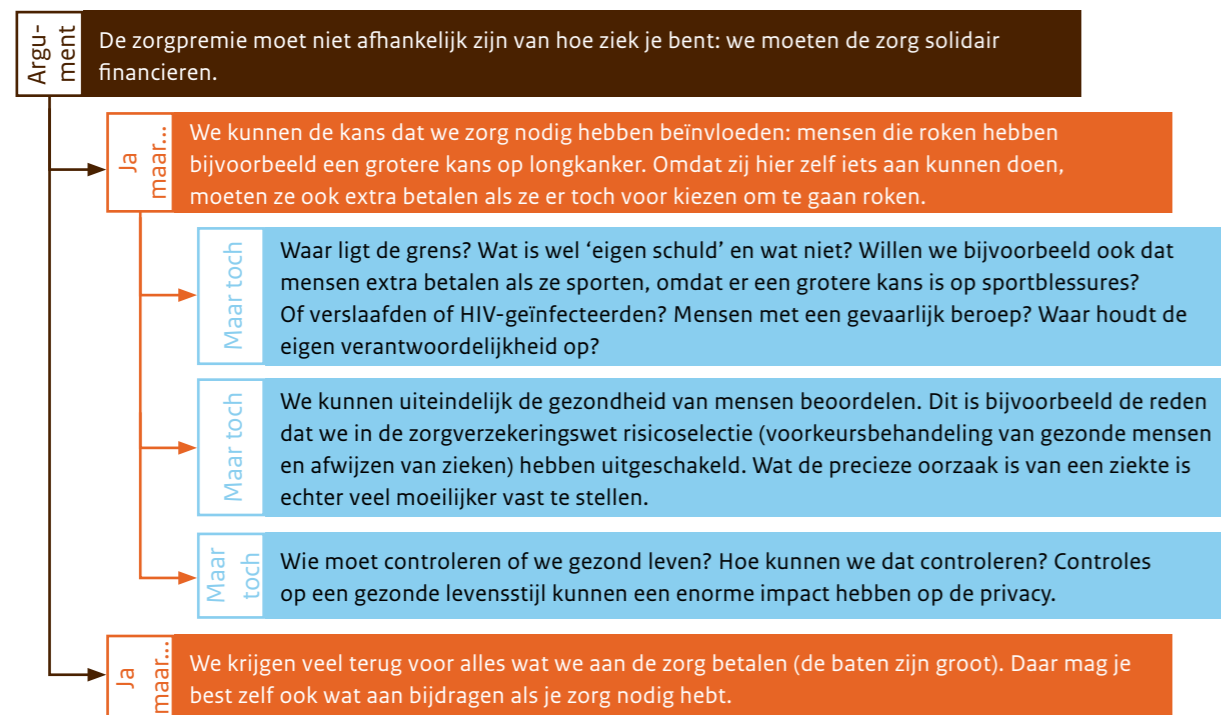 Argu-
ment
De zorgpremie moet niet afhankelijk zijn van hoe ziek je bent: we moeten de zorg solidair
financieren.
Ja
maar...
We kunnen de kans dat we zorg nodig hebben beïnvloeden: mensen die roken hebben
bijvoorbeeld een grotere kans op longkanker. Omdat zij hier zelf iets aan kunnen doen,
moeten ze ook extra betalen als ze er toch voor kiezen om te gaan roken.
Maar toch
Waar ligt de grens? Wat is wel ‘eigen schuld’ en wat niet? Willen we bijvoorbeeld ook dat
mensen extra betalen als ze sporten, omdat er een grotere kans is op sportblessures?
Of verslaafden of HIV-geïnfecteerden? Mensen met een gevaarlijk beroep? Waar houdt de
eigen verantwoordelijkheid op?
Maar toch
We kunnen uiteindelijk de gezondheid van mensen beoordelen. Dit is bijvoorbeeld de reden
dat we in de zorgverzekeringswet risicoselectie (voorkeursbehandeling van gezonde mensen
en afwijzen van zieken) hebben uitgeschakeld. Wat de precieze oorzaak is van een ziekte is
echter veel moeilijker vast te stellen.
Maar
toch
Wie moet controleren of we gezond leven? Hoe kunnen we dat controleren? Controles
op een gezonde levensstijl kunnen een enorme impact hebben op de privacy.
Ja
maar...
We krijgen veel terug voor alles wat we aan de zorg betalen (de baten zijn groot). Daar mag je
best zelf ook wat aan bijdragen als je zorg nodig hebt.